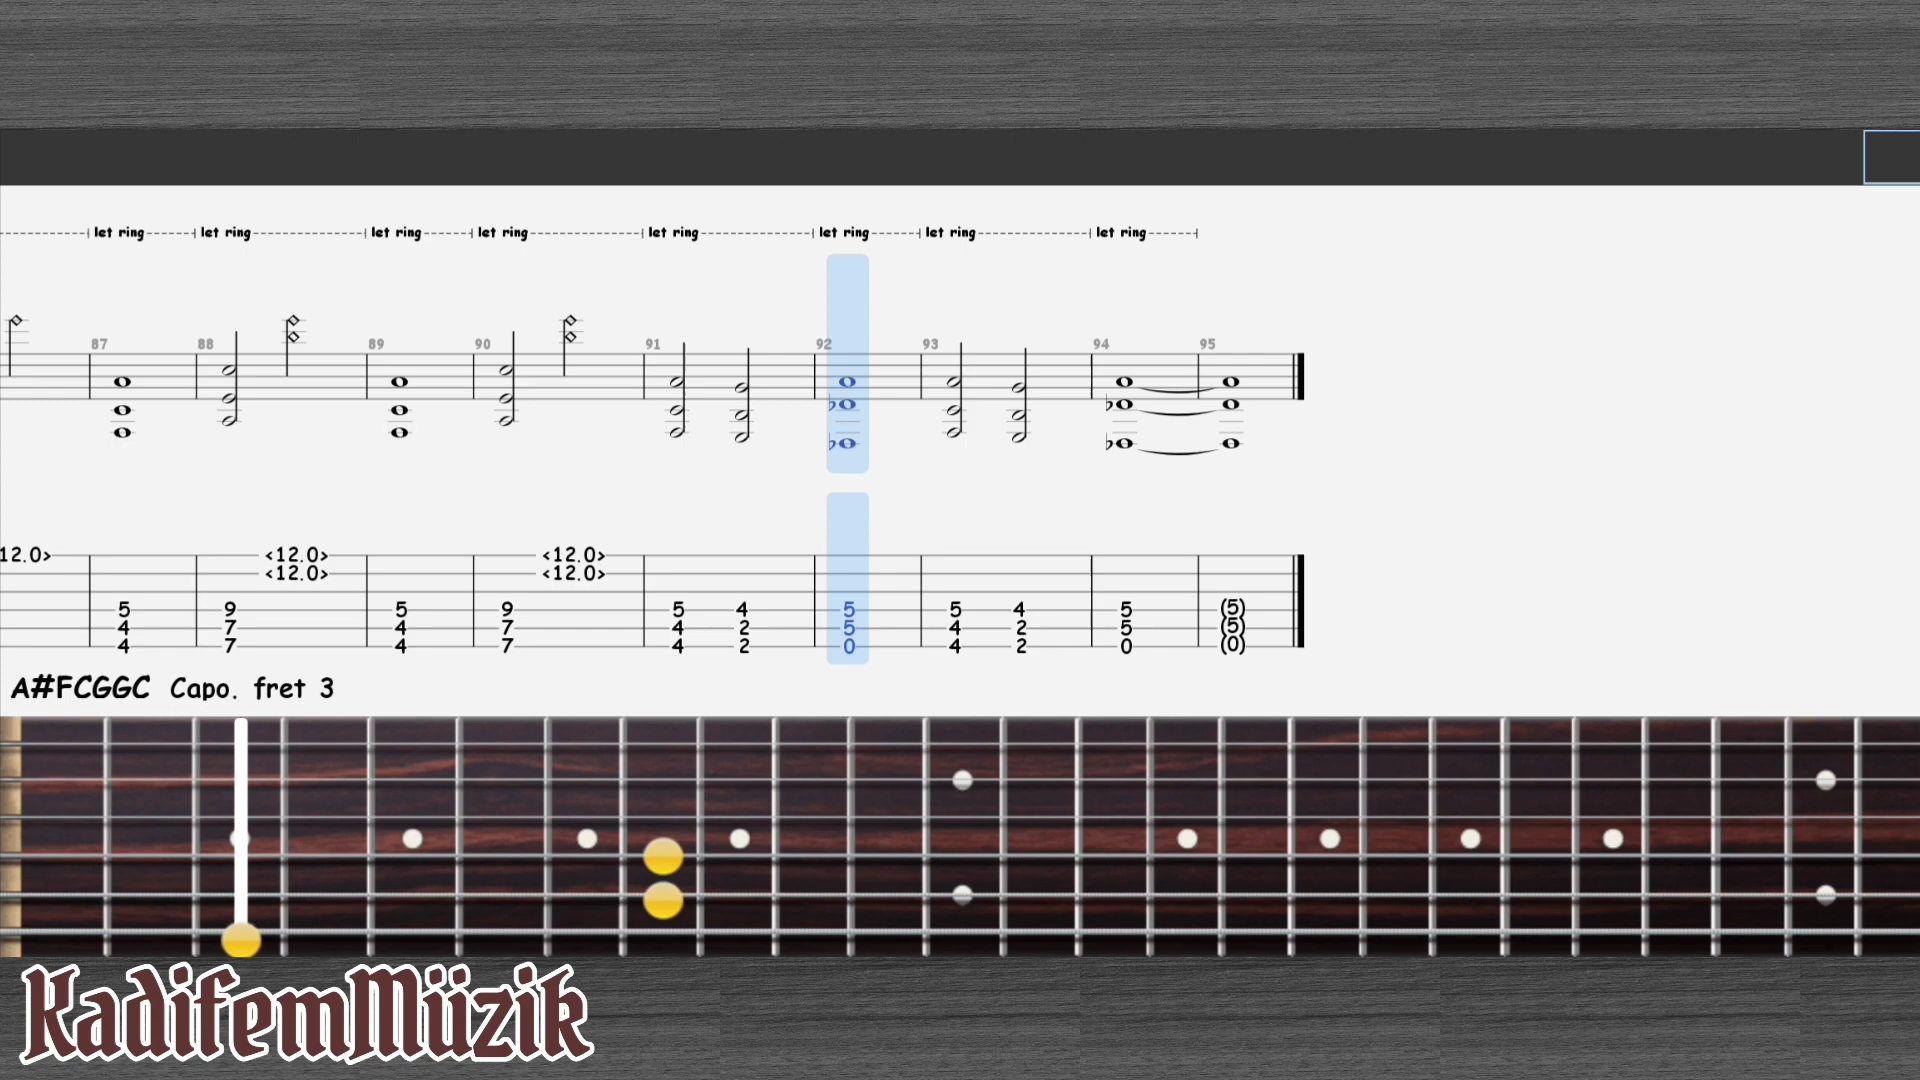 let ring let ring let ring let ring let ring let ring let ring let ring
87 88 89 90 91 92 93 94 95
12.0> <12.0> <12.0>
<12.0> <12.0>
5 9 5 9 5 4 5 5 4 5 (5)
4 7 4 7 4 2 5 4 2 5 (5)
4 7 4 7 4 2 0 4 2 0 (0)
A#FCGGC Capo. fret 3
KadifemMüzik